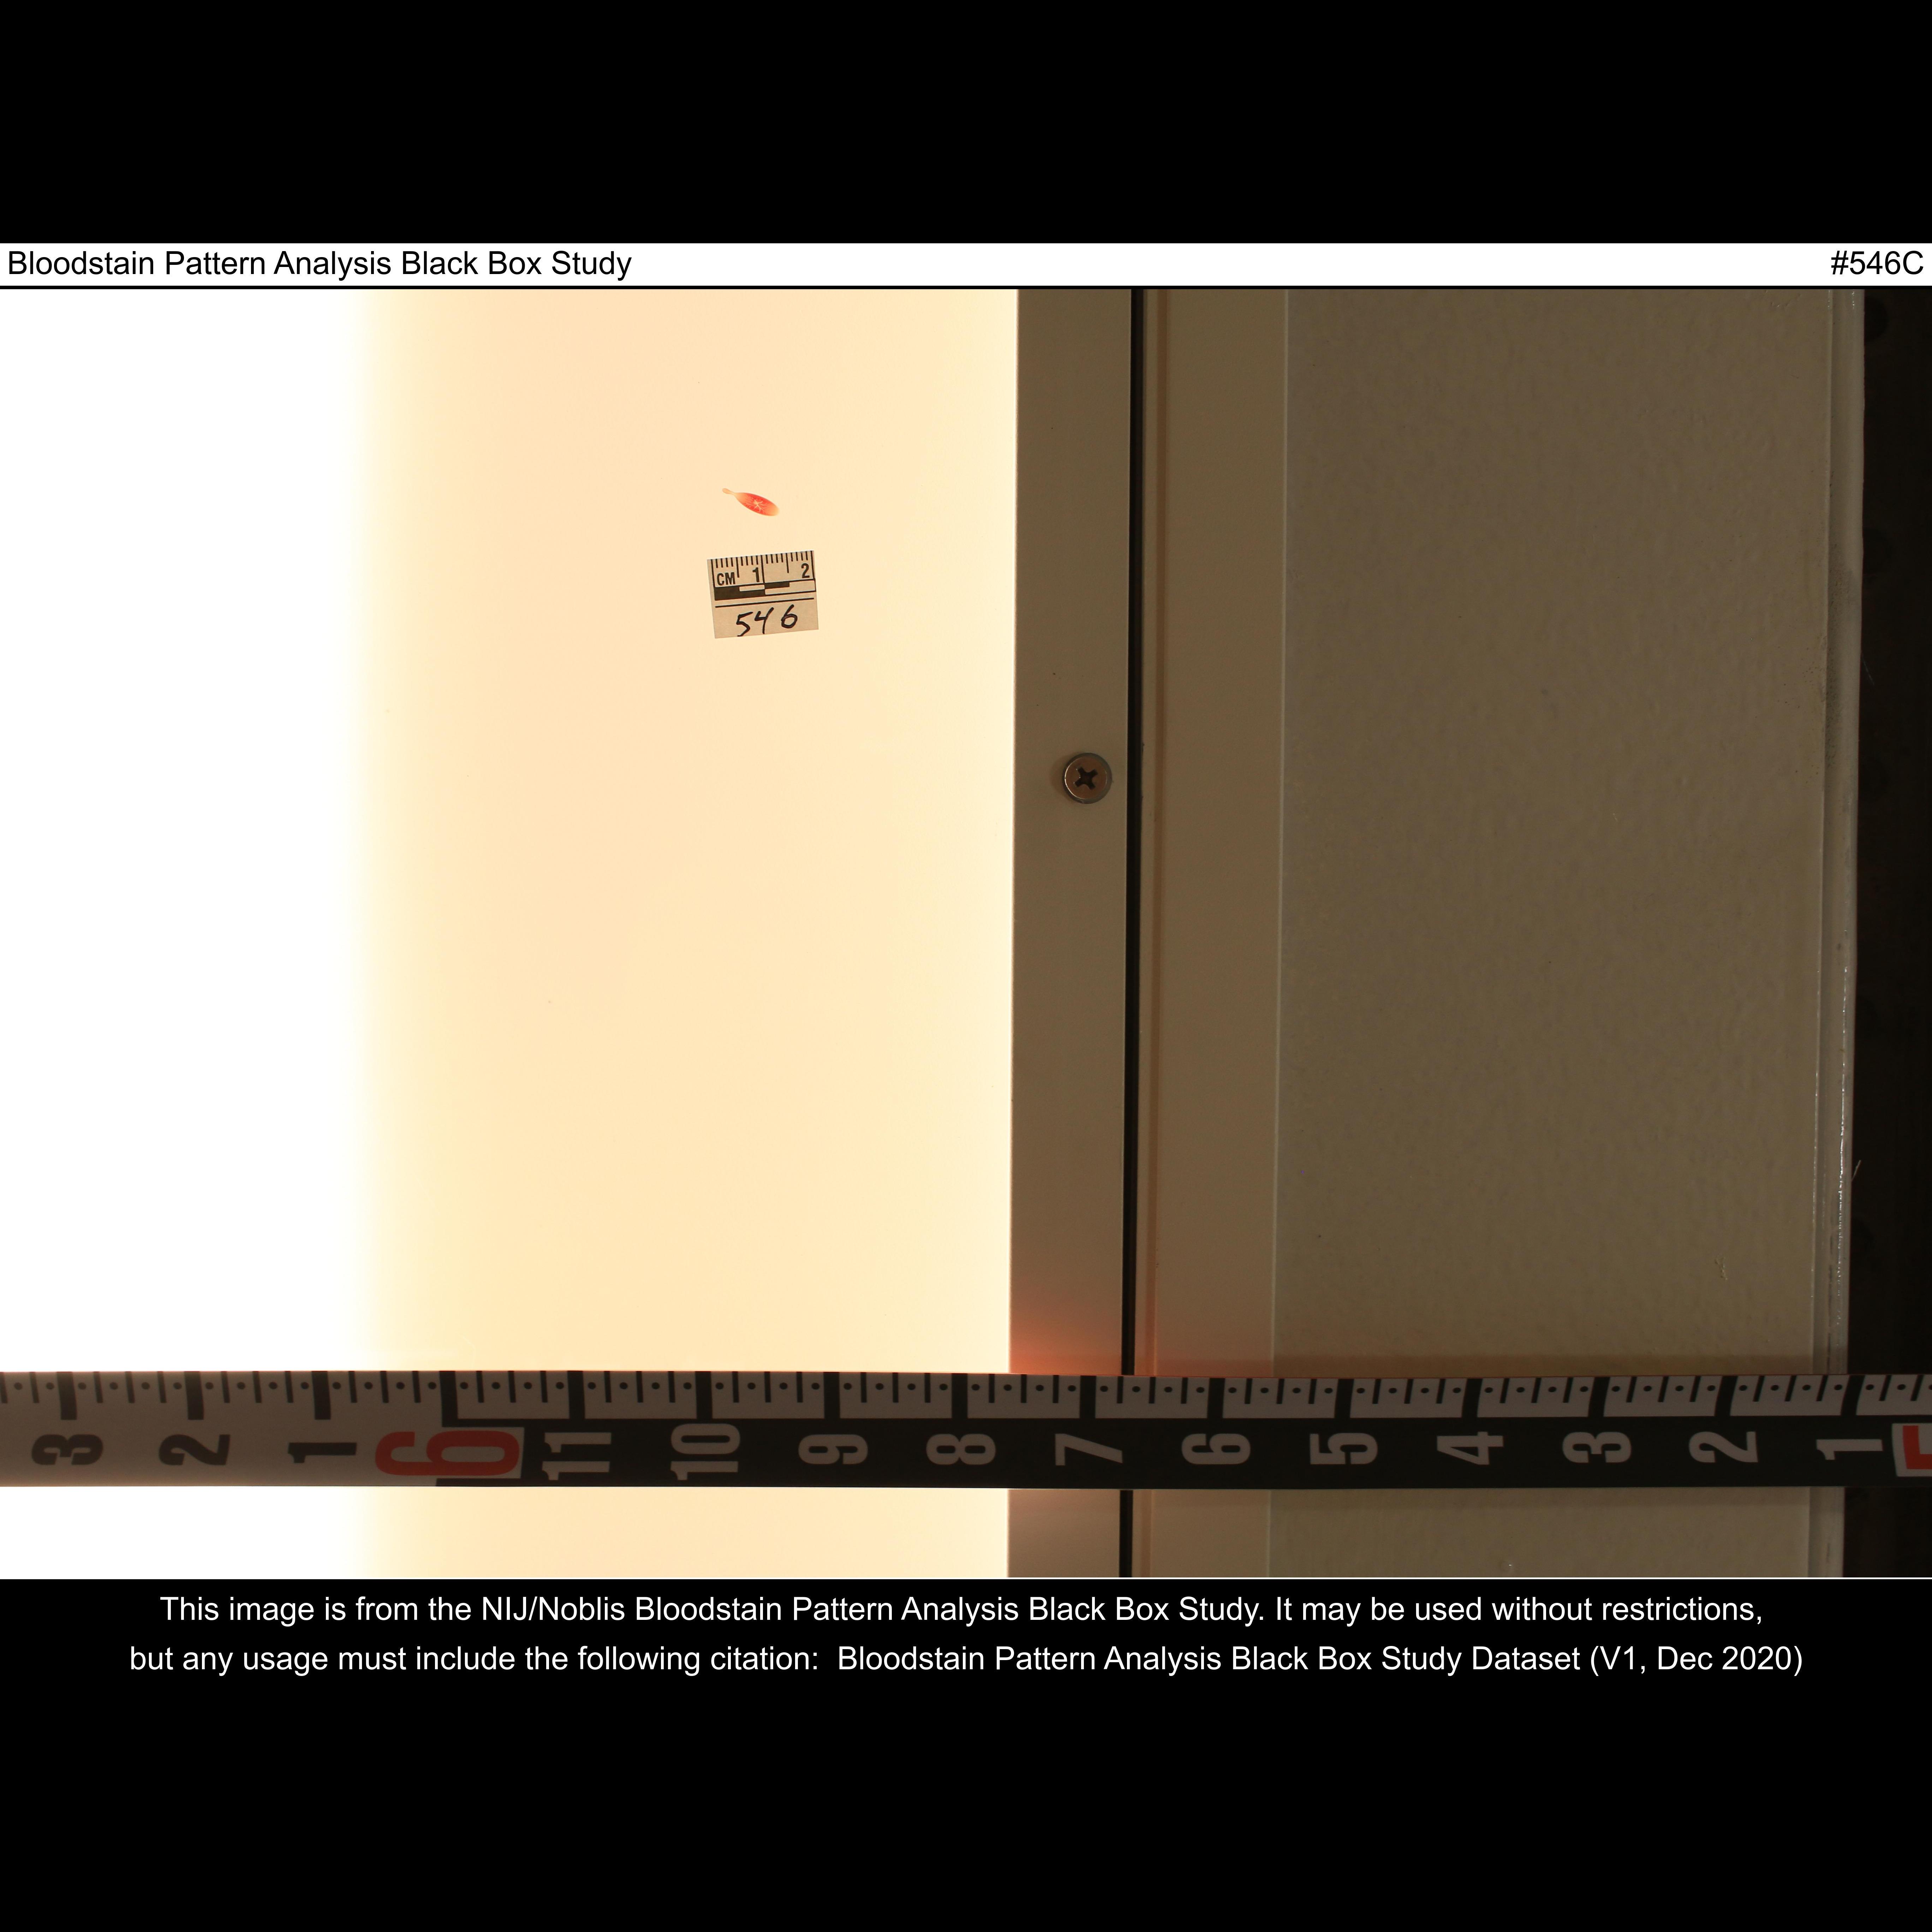 Bloodstain Pattern Analysis Black Box Study #546C
CM 1 2
546
3 2 1 6 11 10 9 8 7 6 5 4 3 2 1
This image is from the NIJ/Noblis Bloodstain Pattern Analysis Black Box Study. It may be used without restrictions,
but any usage must include the following citation: Bloodstain Pattern Analysis Black Box Study Dataset (V1, Dec 2020)